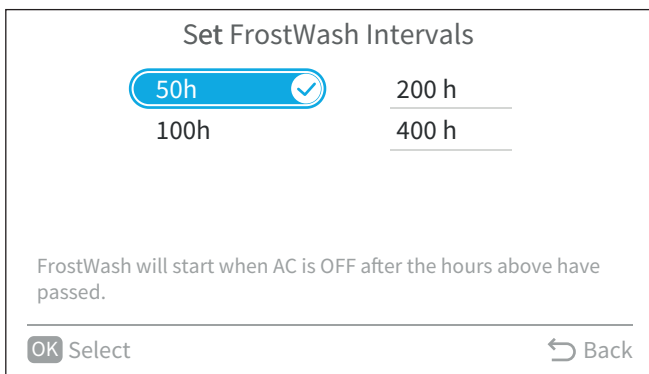 Set FrostWash Intervals
50h 200 h
100h 400 h
FrostWash will start when AC is OFF after the hours above have
passed.
OK Select Back